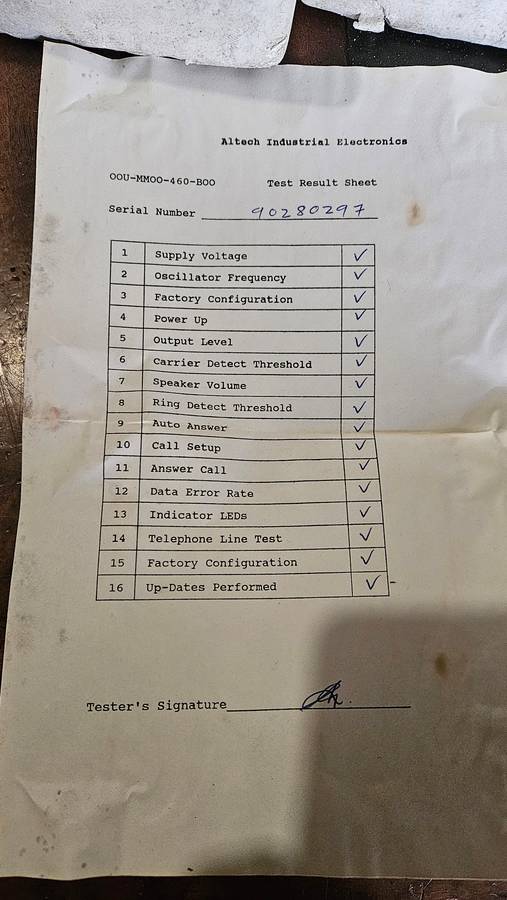 Altech Industrial Electronics
OOU-MMOO-460-BOO Test Result Sheet
Serial Number 90280297
1 Supply Voltage ✓
2 Oscillator Frequency ✓
3 Factory Configuration ✓
4 Power Up ✓
5 Output Level ✓
6 Carrier Detect Threshold ✓
7 Speaker Volume ✓
8 Ring Detect Threshold ✓
9 Auto Answer ✓
10 Call Setup ✓
11 Answer Call ✓
12 Data Error Rate ✓
13 Indicator LEDs ✓
14 Telephone Line Test ✓
15 Factory Configuration ✓
16 Up-Dates Performed ✓
Tester's Signature